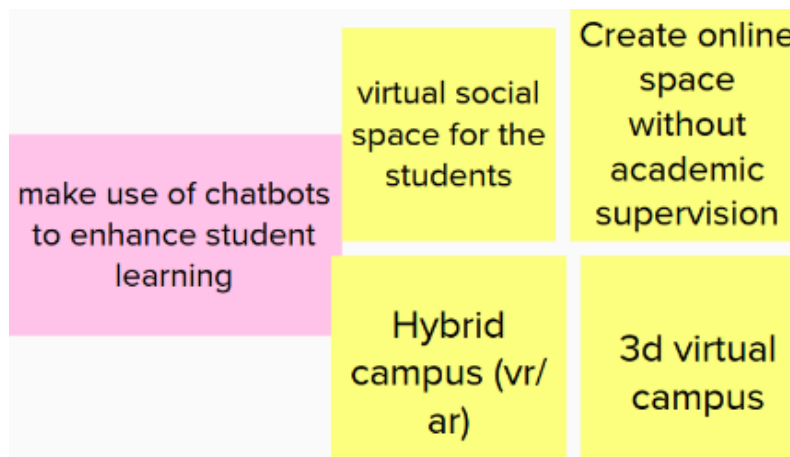 make use of chatbots
to enhance student
learning
virtual social
space for the
students
Create online
space
without
academic
supervision
Hybrid
campus (vr/
ar)
3d virtual
campus